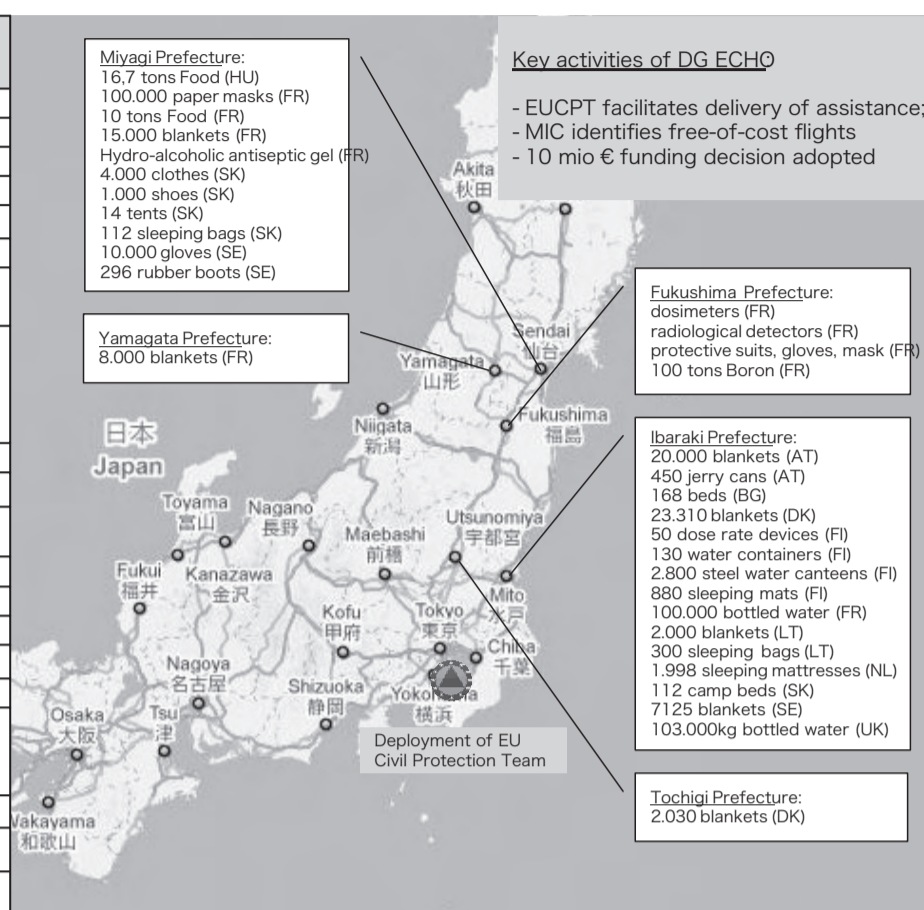 Miyagi Prefecture:
16,7 tons Food (HU)
100.000 paper masks (FR)
10 tons Food (FR)
15.000 blankets (FR)
Hydro-alcoholic antiseptic gel (FR)
4.000 clothes (SK)
1.000 shoes (SK)
14 tents (SK)
112 sleeping bags (SK)
10.000 gloves (SE)
296 rubber boots (SE)
Key activities of DG ECHO:
- EUCPT facilitates delivery of assistance;
- MIC identifies free-of-cost flights
- 10 mio € funding decision adopted
Yamagata Prefecture:
8.000 blankets (FR)
Fukushima Prefecture:
dosimeters (FR)
radiological detectors (FR)
protective suits, gloves, mask (FR)
100 tons Boron (FR)
Ibaraki Prefecture:
20.000 blankets (AT)
450 jerry cans (AT)
168 beds (BG)
23.310 blankets (DK)
50 dose rate devices (FI)
130 water containers (FI)
2.800 steel water canteens (FI)
880 sleeping mats (FI)
100.000 bottled water (FR)
2.000 blankets (LT)
300 sleeping bags (LT)
1.998 sleeping mattresses (NL)
112 camp beds (SK)
7125 blankets (SE)
103.000kg bottled water (UK)
Tochigi Prefecture:
2.030 blankets (DK)
Akita
秋田
Sendai
仙台
Yamagata
山形
Fukushima
福島
Niigata
新潟
日本
Japan
Toyama
富山
Nagano
長野
Maebashi
前橋
Utsunomiya
宇都宮
Fukui
福井
Kanazawa
金沢
Mito
水戸
Kofu
甲府
Tokyo
東京
Chiba
千葉
Nagoya
名古屋
Shizuoka
静岡
Yokohama
横浜
Osaka
大阪
Tsu
津
Wakayama
和歌山
Deployment of EU
Civil Protection Team